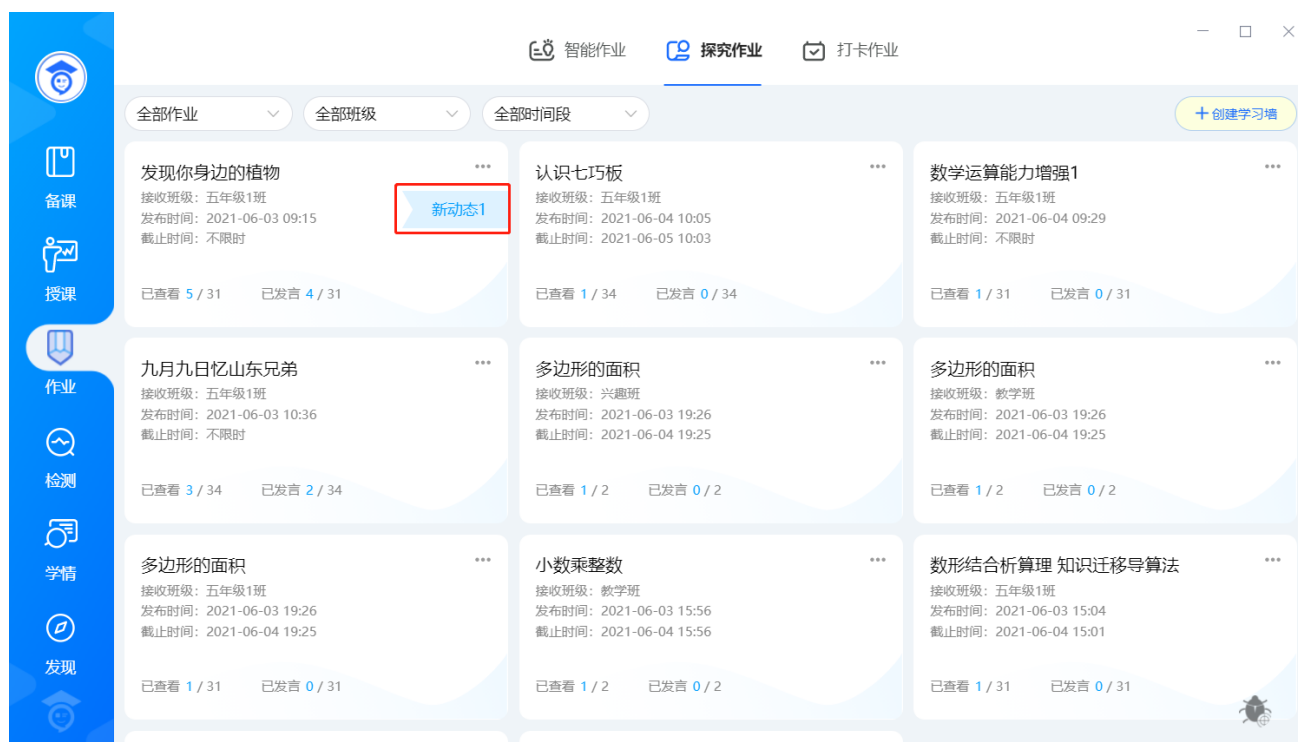 智能作业
探究作业
打卡作业
全部作业
全部班级
全部时间段
+创建学习墙
备课
授课
作业
检测
学情
发现
发现你身边的植物
接收班级：五年级1班
发布时间：2021-06-03 09:15
截止时间：不限时
新动态1
已查看 5 / 31 已发言 4 / 31
认识七巧板
接收班级：五年级1班
发布时间：2021-06-04 10:05
截止时间：2021-06-05 10:03
已查看 1 / 34 已发言 0 / 34
数学运算能力增强1
接收班级：五年级1班
发布时间：2021-06-04 09:29
截止时间：不限时
已查看 1 / 31 已发言 0 / 31
九月九日忆山东兄弟
接收班级：五年级1班
发布时间：2021-06-03 10:36
截止时间：不限时
已查看 3 / 34 已发言 2 / 34
多边形的面积
接收班级：兴趣班
发布时间：2021-06-03 19:26
截止时间：2021-06-04 19:25
已查看 1 / 2 已发言 0 / 2
多边形的面积
接收班级：教学班
发布时间：2021-06-03 19:26
截止时间：2021-06-04 19:25
已查看 1 / 2 已发言 0 / 2
多边形的面积
接收班级：五年级1班
发布时间：2021-06-03 19:26
截止时间：2021-06-04 19:25
已查看 1 / 31 已发言 0 / 31
小数乘整数
接收班级：教学班
发布时间：2021-06-03 15:56
截止时间：2021-06-04 15:56
已查看 1 / 2 已发言 0 / 2
数形结合析算理 知识迁移导算法
接收班级：五年级1班
发布时间：2021-06-03 15:04
截止时间：2021-06-04 15:01
已查看 1 / 31 已发言 0 / 31